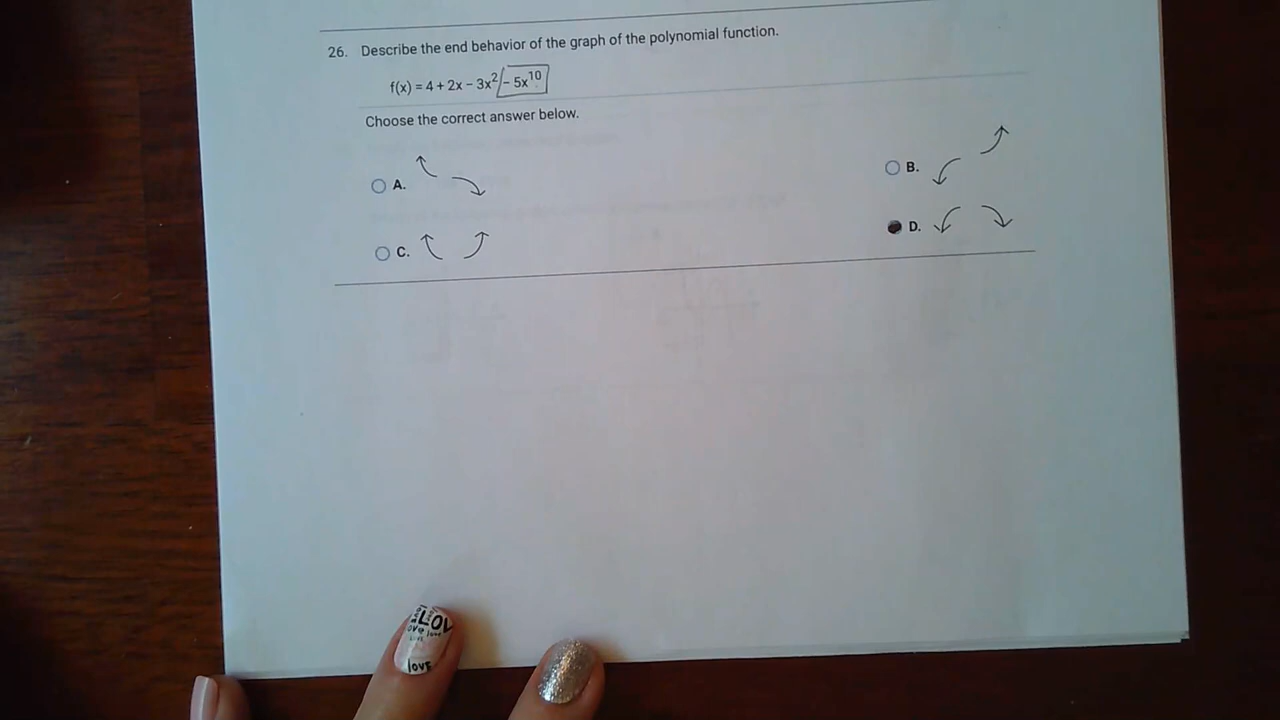 26. Describe the end behavior of the graph of the polynomial function.
f(x) = 4 + 2x − 3x² − 5x¹⁰
Choose the correct answer below.
A.
B.
C.
D.
LOV
love